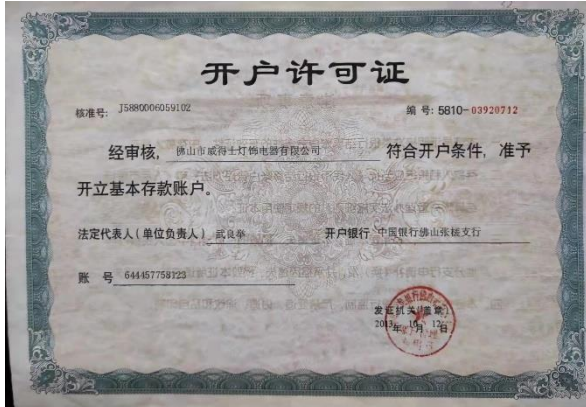 开户许可证
核准号: J5880006059102 编 号: 5810-03920712
经审核, 佛山市威得士灯饰电器有限公司 符合开户条件, 准予
开立基本存款账户。
法定代表人(单位负责人) 武良举 开户银行 中国银行佛山张槎支行
账 号 644457758123
发证机关(盖章)
2013年 10月 12日